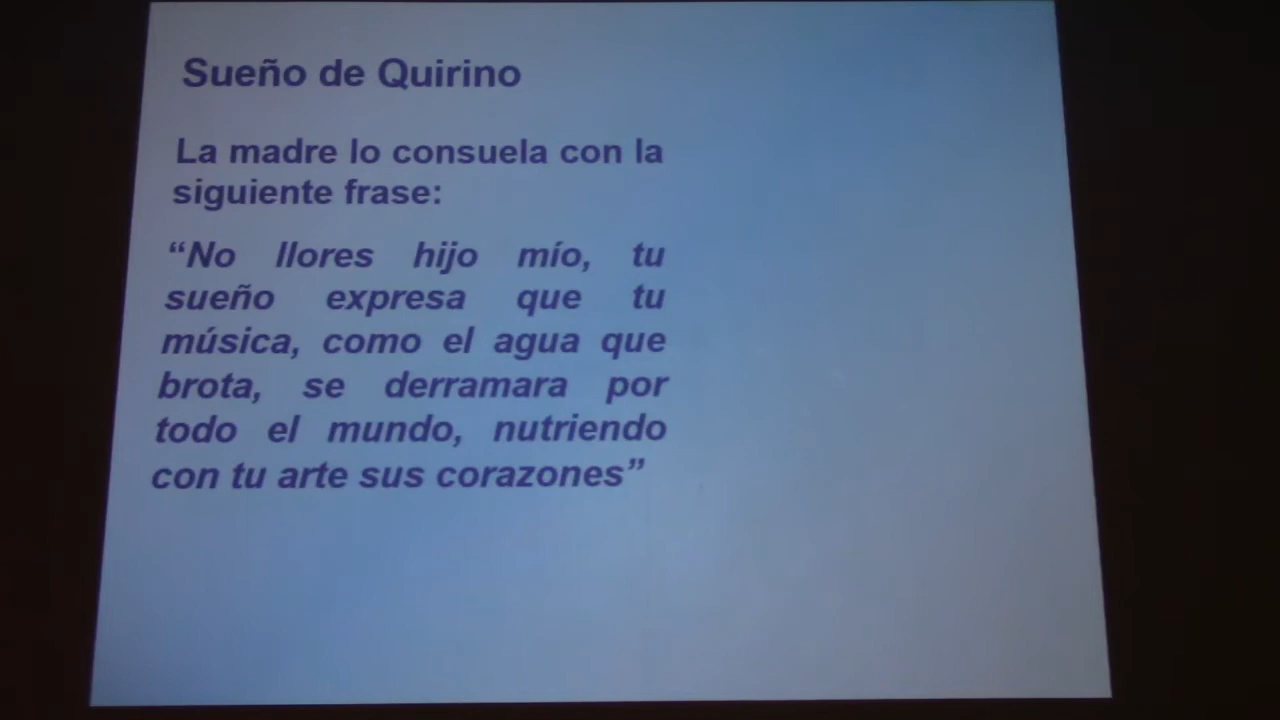 Sueño de Quirino
La madre lo consuela con la
siguiente frase:
“No llores hijo mío, tu
sueño expresa que tu
música, como el agua que
brota, se derramara por
todo el mundo, nutriendo
con tu arte sus corazones”